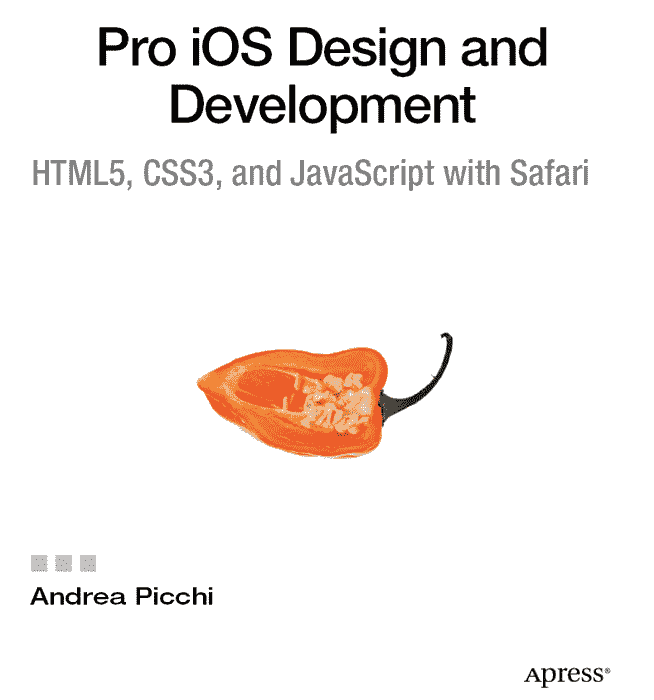 Pro iOS Design and
Development
HTML5, CSS3, and JavaScript with Safari
Andrea Picchi
Apress®